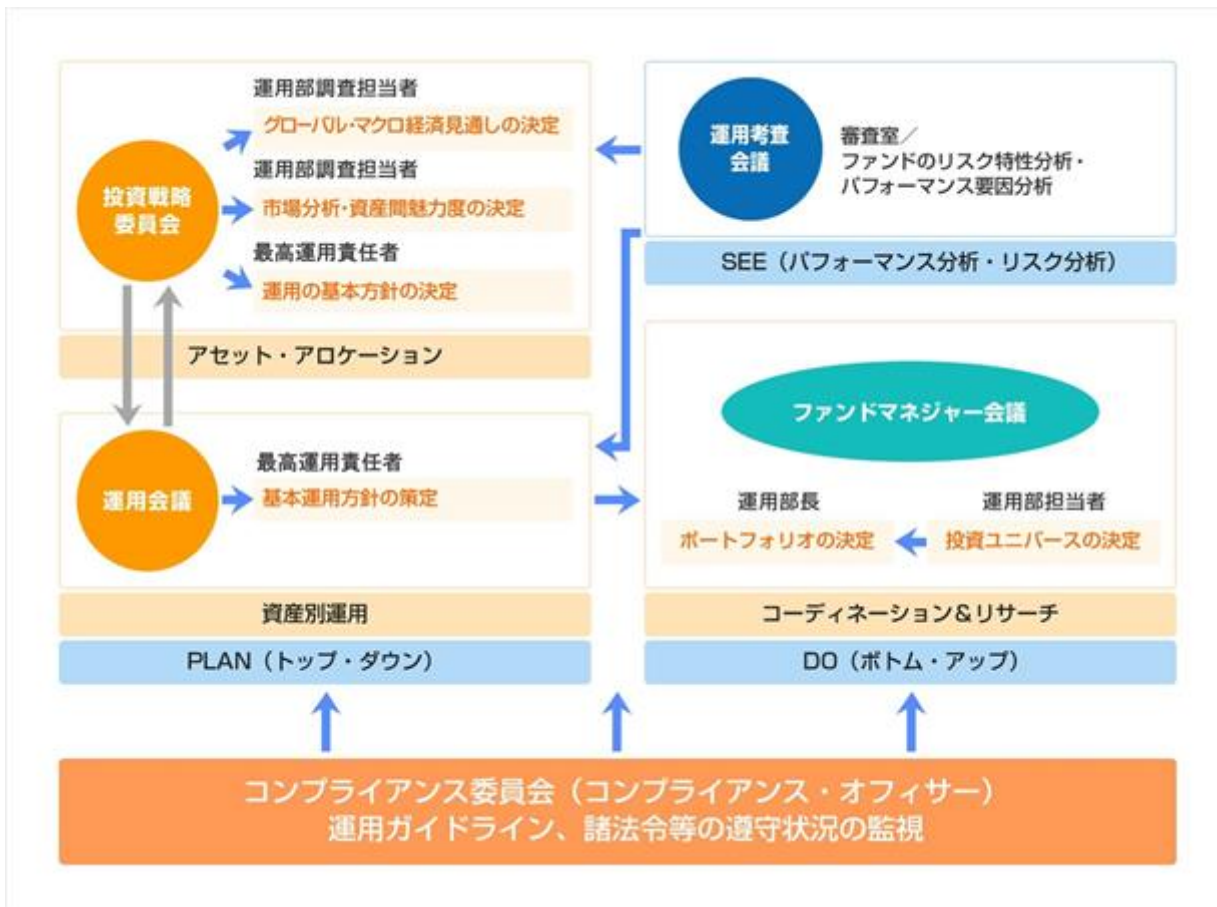 運用部調査担当者
グローバル・マクロ経済見通しの決定
運用部調査担当者
市場分析・資産間魅力度の決定
最高運用責任者
運用の基本方針の決定
投資戦略
委員会
アセット・アロケーション
運用考査
会議
審査室／
ファンドのリスク特性分析・
パフォーマンス要因分析
SEE（パフォーマンス分析・リスク分析）
運用会議
最高運用責任者
基本運用方針の策定
資産別運用
PLAN（トップ・ダウン）
ファンドマネジャー会議
運用部長
ポートフォリオの決定
運用部担当者
投資ユニバースの決定
コーディネーション＆リサーチ
DO（ボトム・アップ）
コンプライアンス委員会（コンプライアンス・オフィサー）
運用ガイドライン、諸法令等の遵守状況の監視